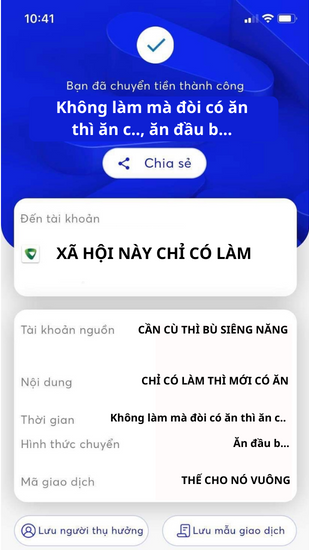 10:41
Bạn đã chuyển tiền thành công
Không làm mà đòi có ăn
thì ăn c.., ăn đầu b...
Chia sẻ
Đến tài khoản
XÃ HỘI NÀY CHỈ CÓ LÀM
Tài khoản nguồn CẦN CÙ THÌ BÙ SIÊNG NĂNG
Nội dung CHỈ CÓ LÀM THÌ MỚI CÓ ĂN
Thời gian Không làm mà đòi có ăn thì ăn c..
Hình thức chuyển Ăn đầu b...
Mã giao dịch THẾ CHO NÓ VUÔNG
Lưu người thụ hưởng Lưu mẫu giao dịch